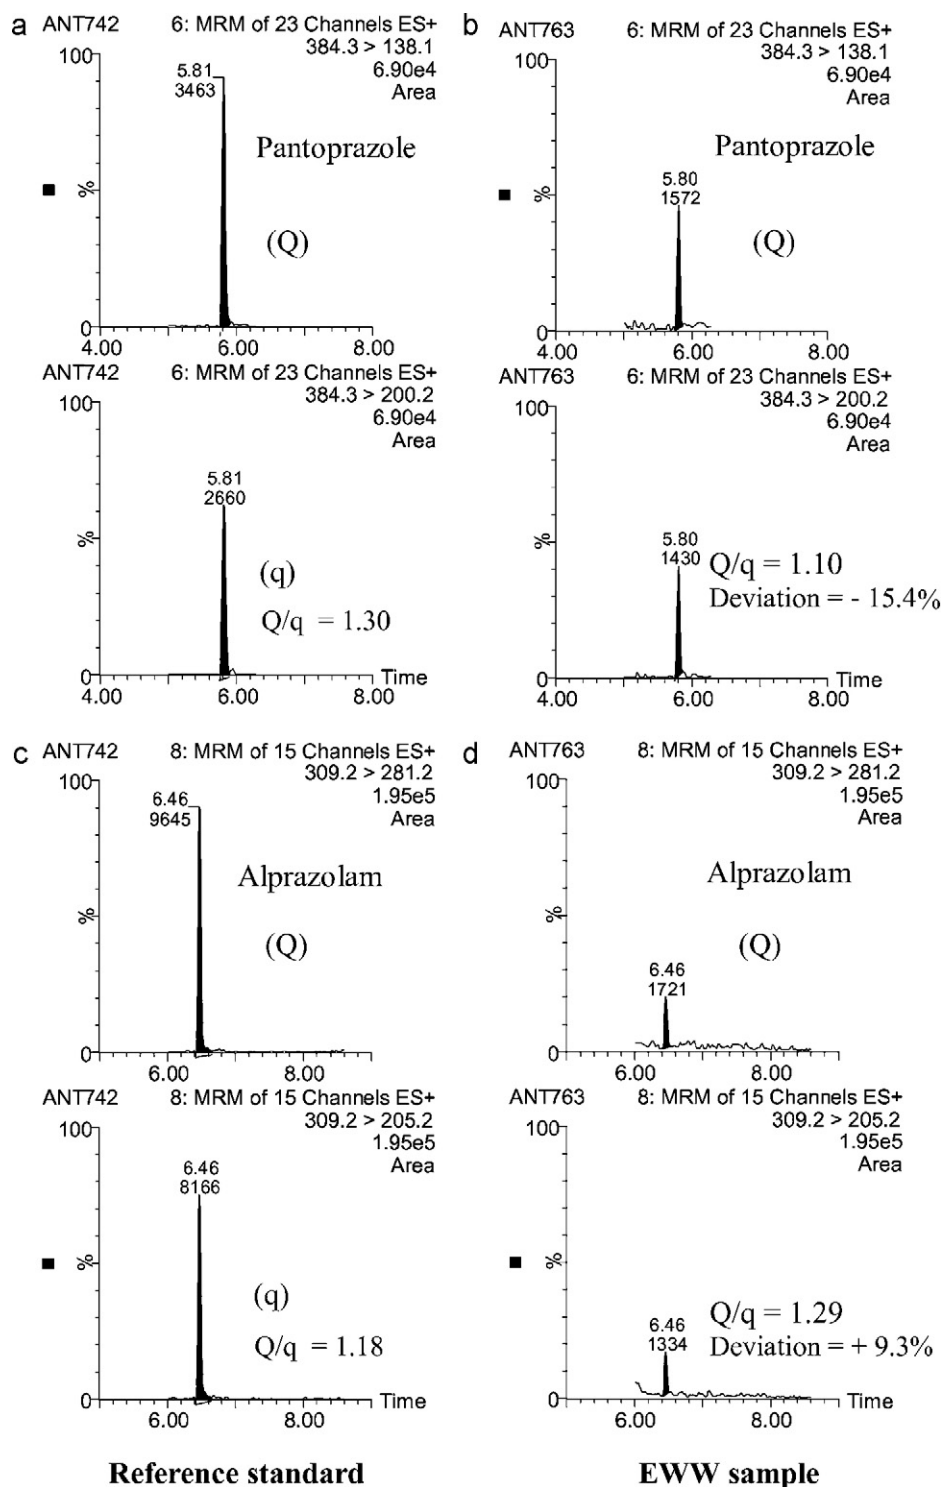 a ANT742 6: MRM of 23 Channels ES+
384.3 > 138.1
6.90e4
Area
100
5.81
3463
Pantoprazole
%
(Q)
0
4.00 6.00 8.00
ANT742 6: MRM of 23 Channels ES+
384.3 > 200.2
6.90e4
Area
100
5.81
2660
%
(q)
Q/q = 1.30
0
Time
4.00 6.00 8.00
b ANT763 6: MRM of 23 Channels ES+
384.3 > 138.1
6.90e4
Area
100
Pantoprazole
5.80
1572
%
(Q)
0
4.00 6.00 8.00
ANT763 6: MRM of 23 Channels ES+
384.3 > 200.2
6.90e4
Area
100
5.80
1430
%
Q/q = 1.10
Deviation = - 15.4%
0
Time
4.00 6.00 8.00
c ANT742 8: MRM of 15 Channels ES+
309.2 > 281.2
1.95e5
Area
100
6.46
9645
Alprazolam
%
(Q)
0
6.00 8.00
ANT742 8: MRM of 15 Channels ES+
309.2 > 205.2
1.95e5
Area
100
6.46
8166
%
(q)
Q/q = 1.18
0
Time
6.00 8.00
Reference standard
d ANT763 8: MRM of 15 Channels ES+
309.2 > 281.2
1.95e5
Area
100
Alprazolam
%
(Q)
6.46
1721
0
6.00 8.00
ANT763 8: MRM of 15 Channels ES+
309.2 > 205.2
1.95e5
Area
100
%
6.46
1334
Q/q = 1.29
Deviation = + 9.3%
0
Time
6.00 8.00
EWW sample